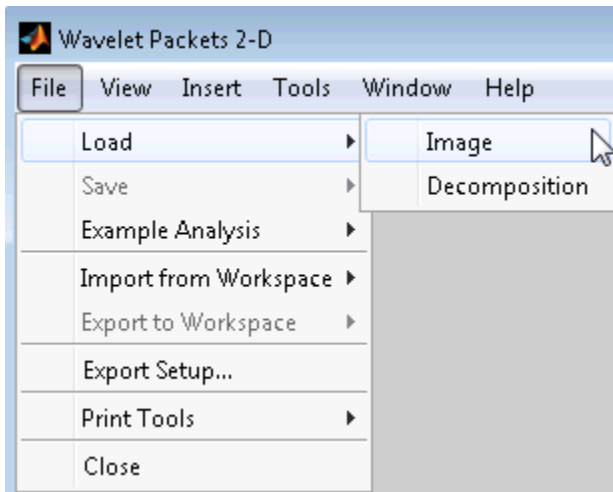 Wavelet Packets 2-D
File View Insert Tools Window Help
Load
Image
Save
Decomposition
Example Analysis
Import from Workspace
Export to Workspace
Export Setup...
Print Tools
Close